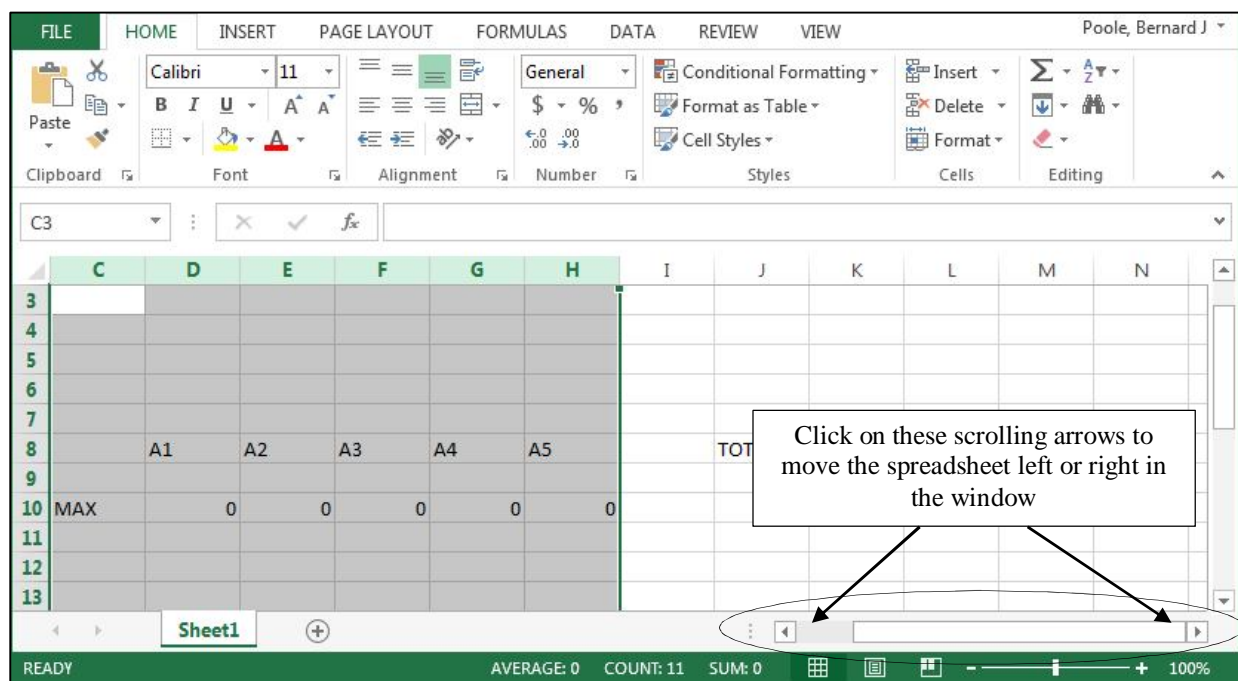 FILE HOME INSERT PAGE LAYOUT FORMULAS DATA REVIEW VIEW Poole, Bernard J
Calibri 11 General Conditional Formatting Insert Σ A Z
Paste B I U A A $ % , Format as Table Delete
A .0 .00 .00 .0 Cell Styles Format
Clipboard Font Alignment Number Styles Cells Editing
C3 fx
C D E F G H I J K L M N
3
4
5
6
7
8 A1 A2 A3 A4 A5 TOT
9
10 MAX 0 0 0 0 0
11
12
13
Click on these scrolling arrows to
move the spreadsheet left or right in
the window
Sheet1
READY AVERAGE: 0 COUNT: 11 SUM: 0 - + 100%